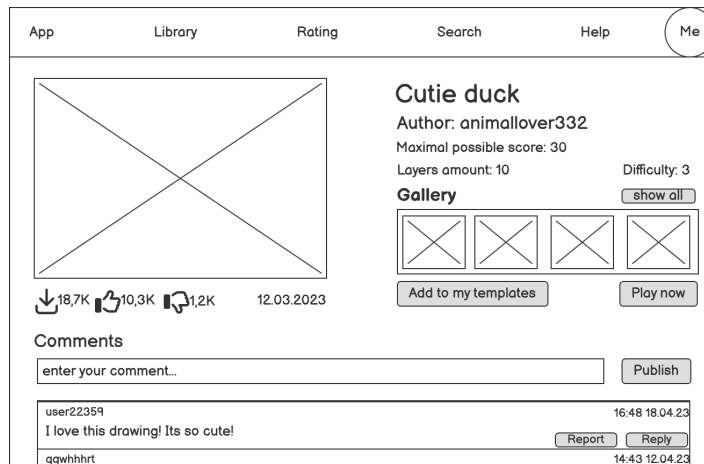 App Library Rating Search Help Me
Cutie duck
Author: animallover332
Maximal possible score: 30
Layers amount: 10 Difficulty: 3
Gallery show all
Add to my templates Play now
18,7K 10,3K 1,2K 12.03.2023
Comments
enter your comment... Publish
user22359 16:48 18.04.23
I love this drawing! Its so cute!
Report Reply
ggwhhhrt 14:43 12.04.23